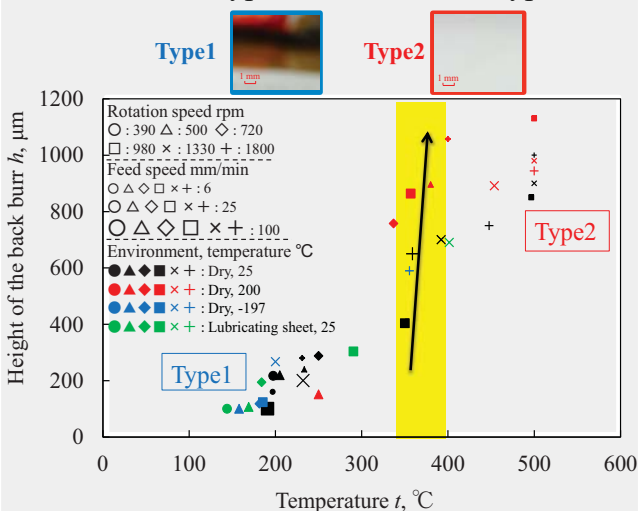 Type1 Type2
1 mm 1 mm
Height of the back burr h, μm
1200
1000
800
600
400
200
0
Rotation speed rpm
○ : 390 △ : 500 ◇ : 720
□ : 980 × : 1330 + : 1800
Feed speed mm/min
○ △ ◇ □ × + : 6
○ △ ◇ □ × + : 25
○ △ ◇ □ × + : 100
Environment, temperature ℃
● ▲ ◆ ■ × + : Dry, 25
● ▲ ◆ ■ × + : Dry, 200
● ▲ ◆ ■ × + : Dry, -197
● ▲ ◆ ■ × + : Lubricating sheet, 25
Type2
Type1
0 100 200 300 400 500 600
Temperature t, ℃